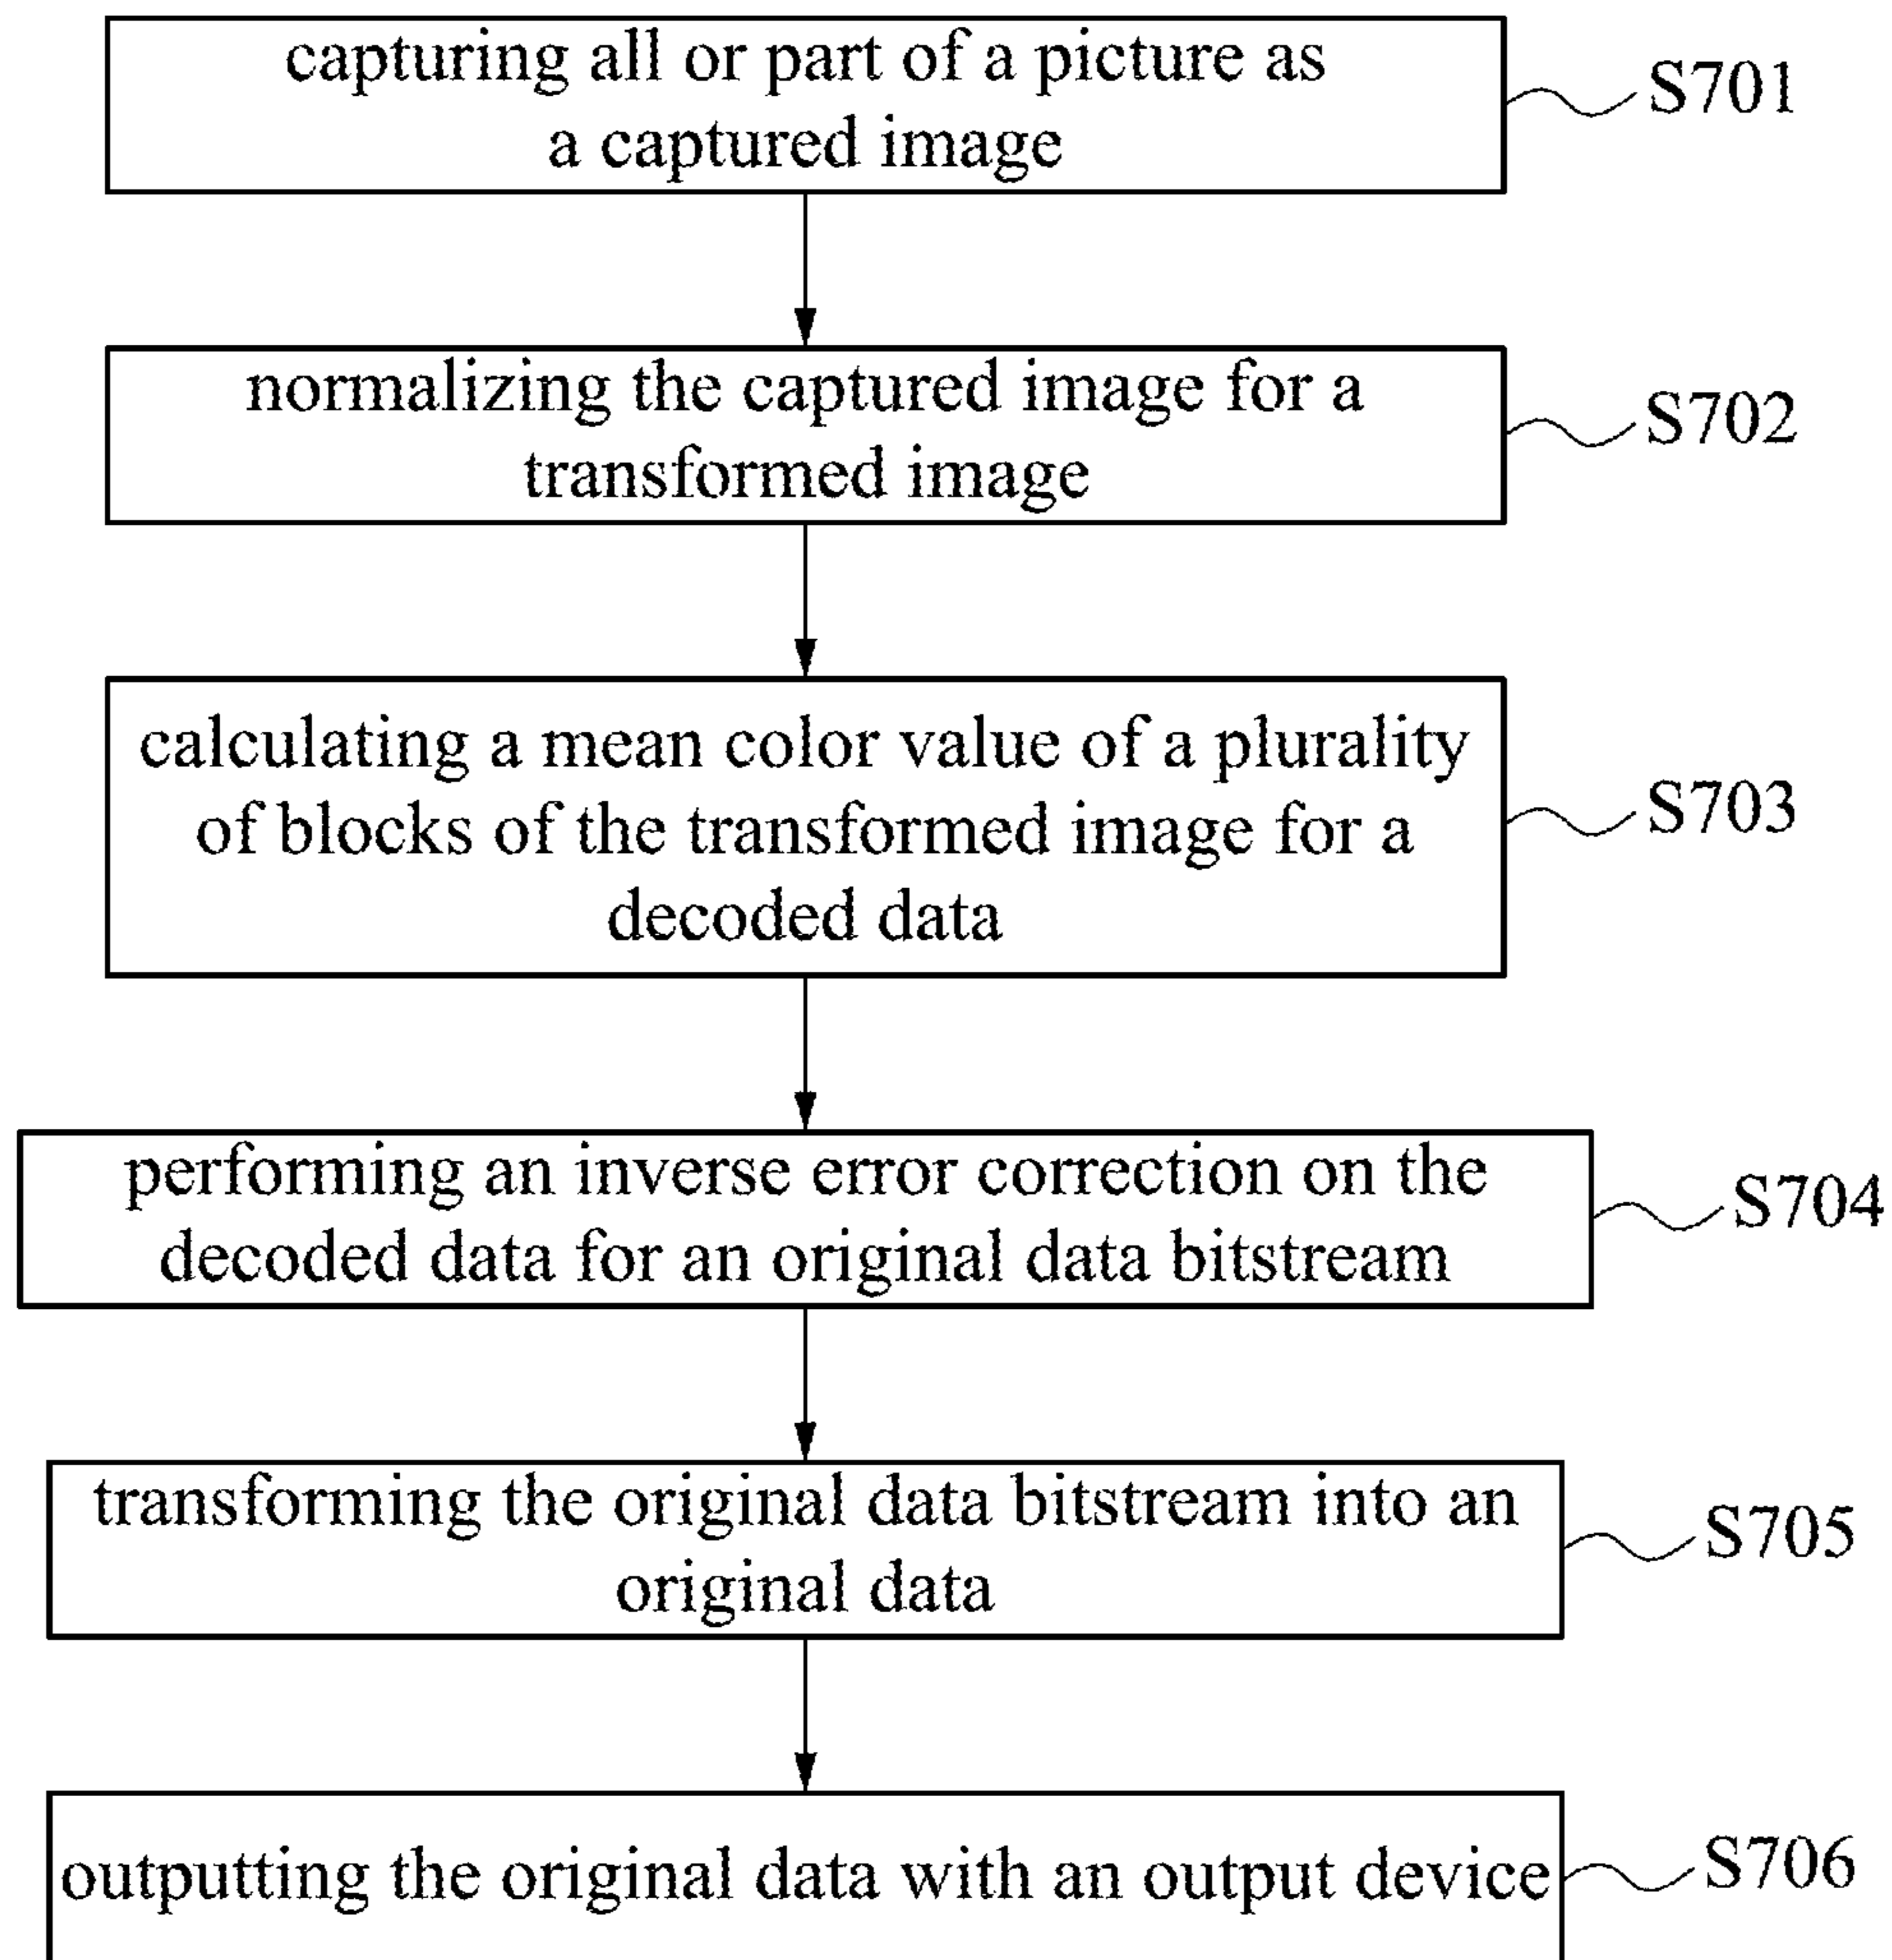 capturing all or part of a picture as
a captured image
S701
normalizing the captured image for a
transformed image
S702
calculating a mean color value of a plurality
of blocks of the transformed image for a
decoded data
S703
performing an inverse error correction on the
decoded data for an original data bitstream
S704
transforming the original data bitstream into an
original data
S705
outputting the original data with an output device
S706